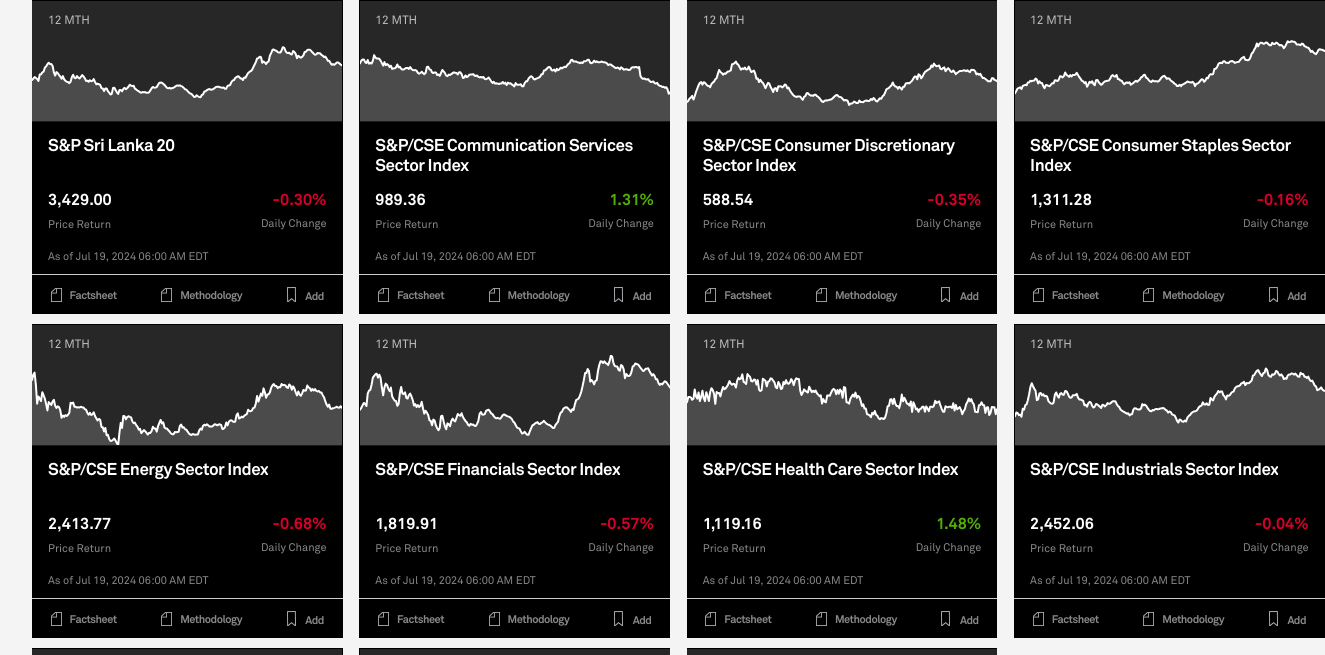 12 MTH
12 MTH
12 MTH
12 MTH
S&P Sri Lanka 20
S&P/CSE Communication Services
Sector Index
S&P/CSE Consumer Discretionary
Sector Index
S&P/CSE Consumer Staples Sector
Index
3,429.00 -0.30%
Price Return Daily Change
989.36 1.31%
Price Return Daily Change
588.54 -0.35%
Price Return Daily Change
1,311.28 -0.16%
Price Return Daily Change
As of Jul 19, 2024 06:00 AM EDT
As of Jul 19, 2024 06:00 AM EDT
As of Jul 19, 2024 06:00 AM EDT
As of Jul 19, 2024 06:00 AM EDT
Factsheet Methodology Add
Factsheet Methodology Add
Factsheet Methodology Add
Factsheet Methodology Add
12 MTH
12 MTH
12 MTH
12 MTH
S&P/CSE Energy Sector Index
S&P/CSE Financials Sector Index
S&P/CSE Health Care Sector Index
S&P/CSE Industrials Sector Index
2,413.77 -0.68%
Price Return Daily Change
1,819.91 -0.57%
Price Return Daily Change
1,119.16 1.48%
Price Return Daily Change
2,452.06 -0.04%
Price Return Daily Change
As of Jul 19, 2024 06:00 AM EDT
As of Jul 19, 2024 06:00 AM EDT
As of Jul 19, 2024 06:00 AM EDT
As of Jul 19, 2024 06:00 AM EDT
Factsheet Methodology Add
Factsheet Methodology Add
Factsheet Methodology Add
Factsheet Methodology Add